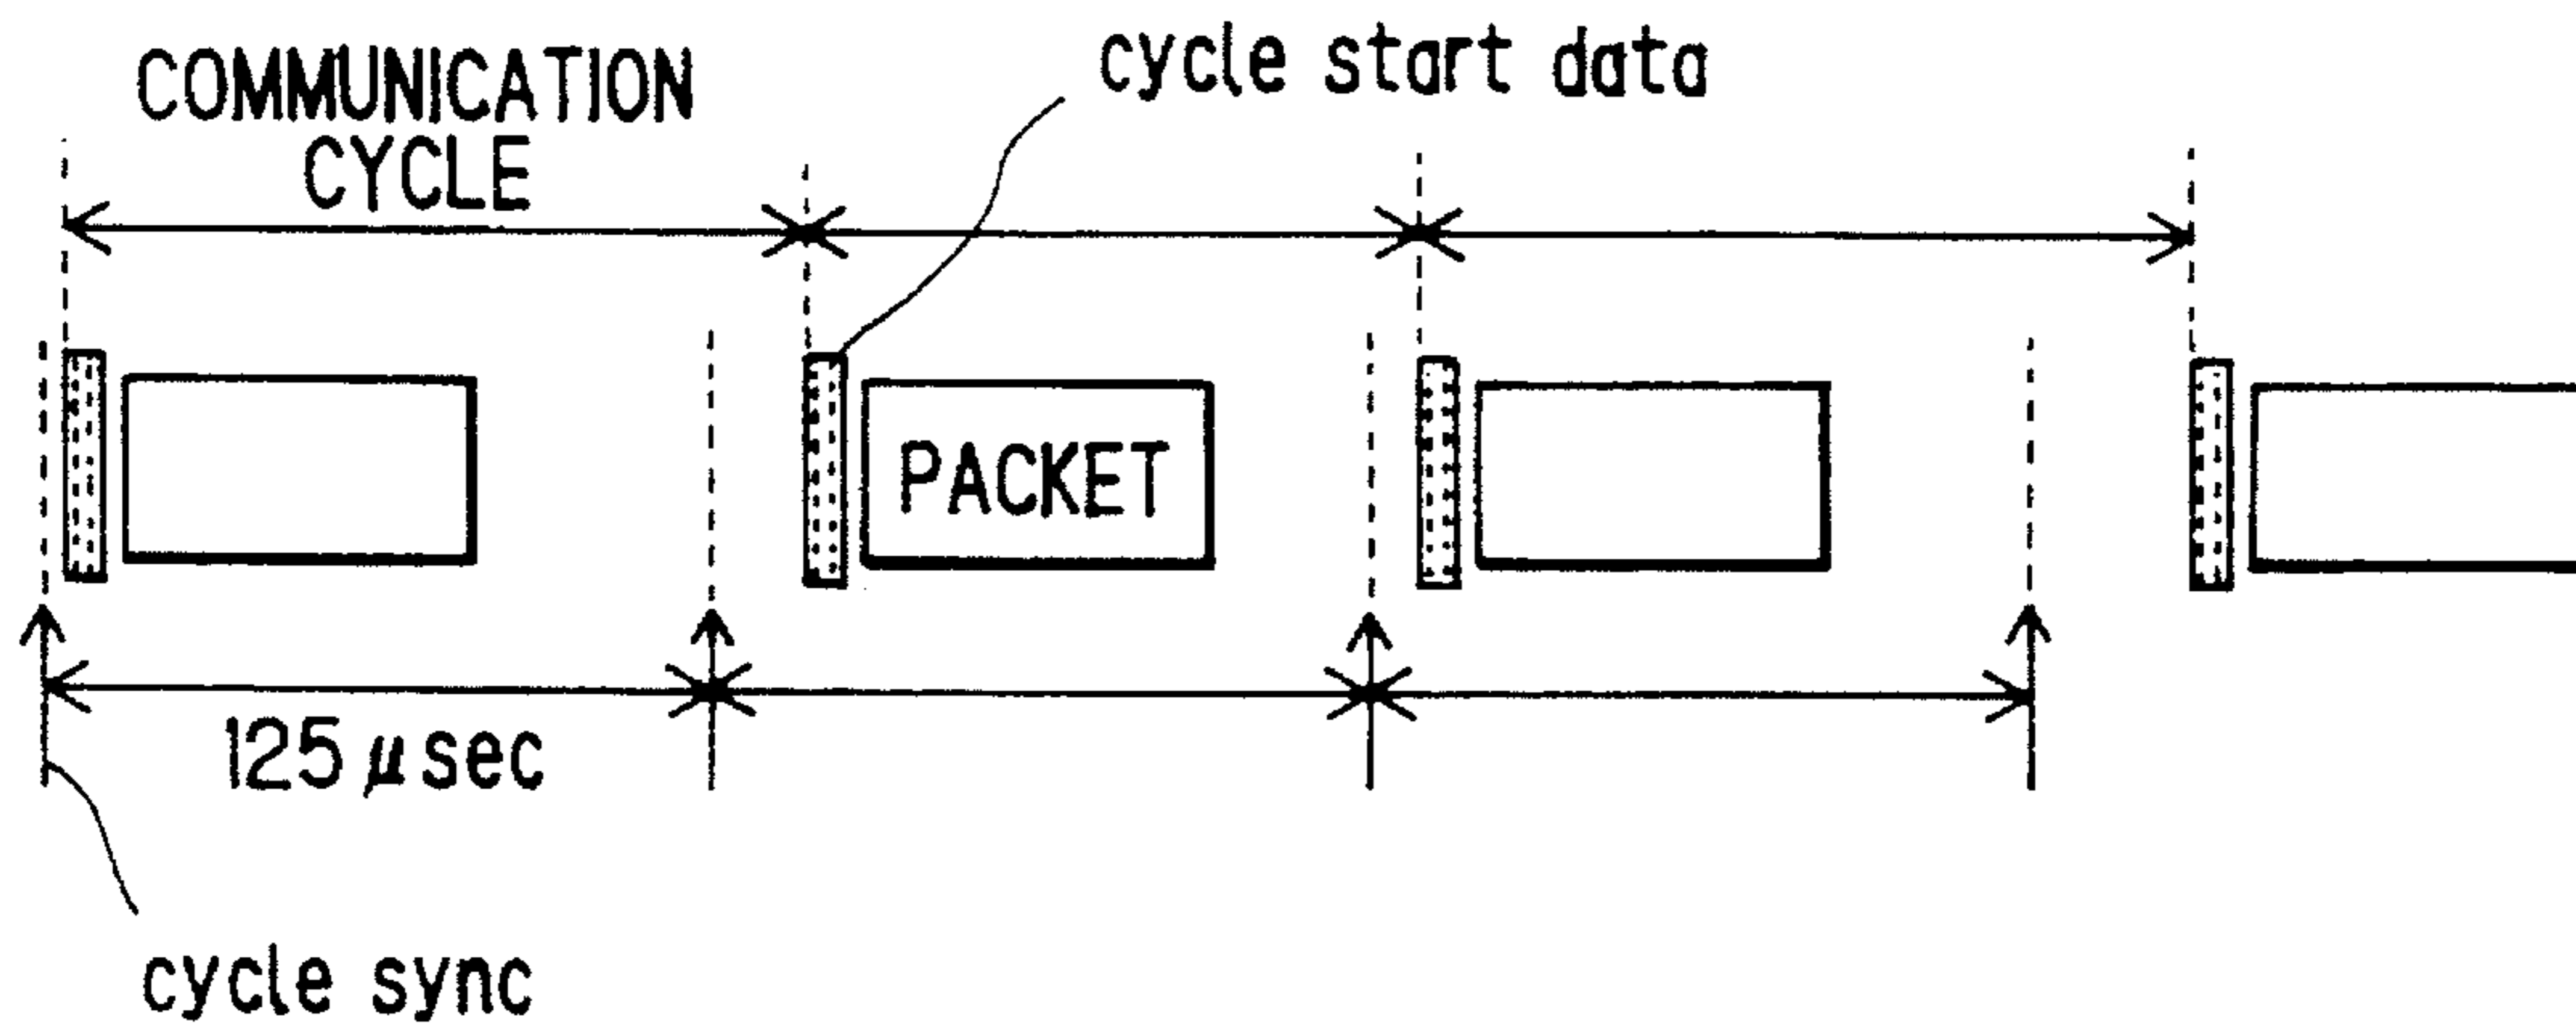 COMMUNICATION
CYCLE
cycle start data
PACKET
125 μsec
cycle sync